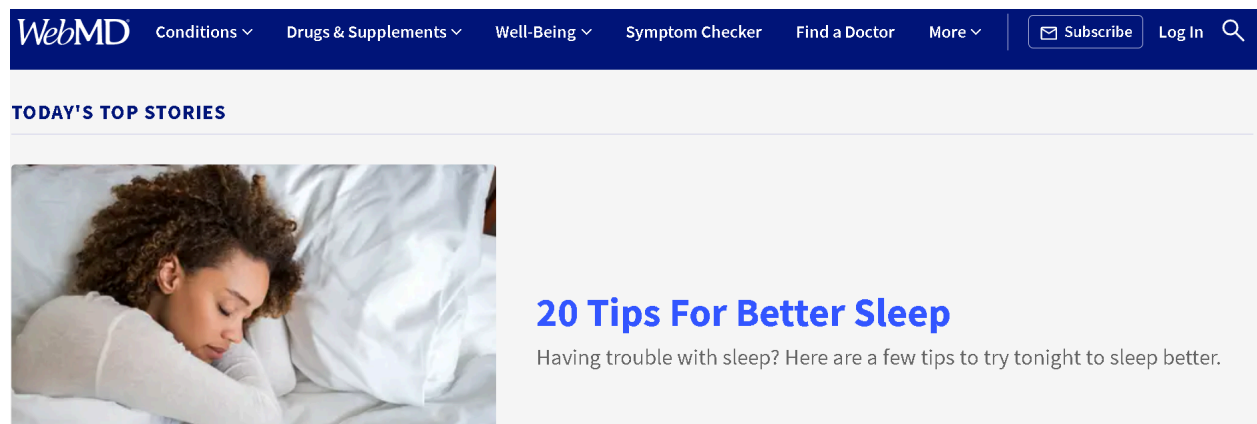 WebMD Conditions Drugs & Supplements Well-Being Symptom Checker Find a Doctor More Subscribe Log In
TODAY'S TOP STORIES
20 Tips For Better Sleep
Having trouble with sleep? Here are a few tips to try tonight to sleep better.